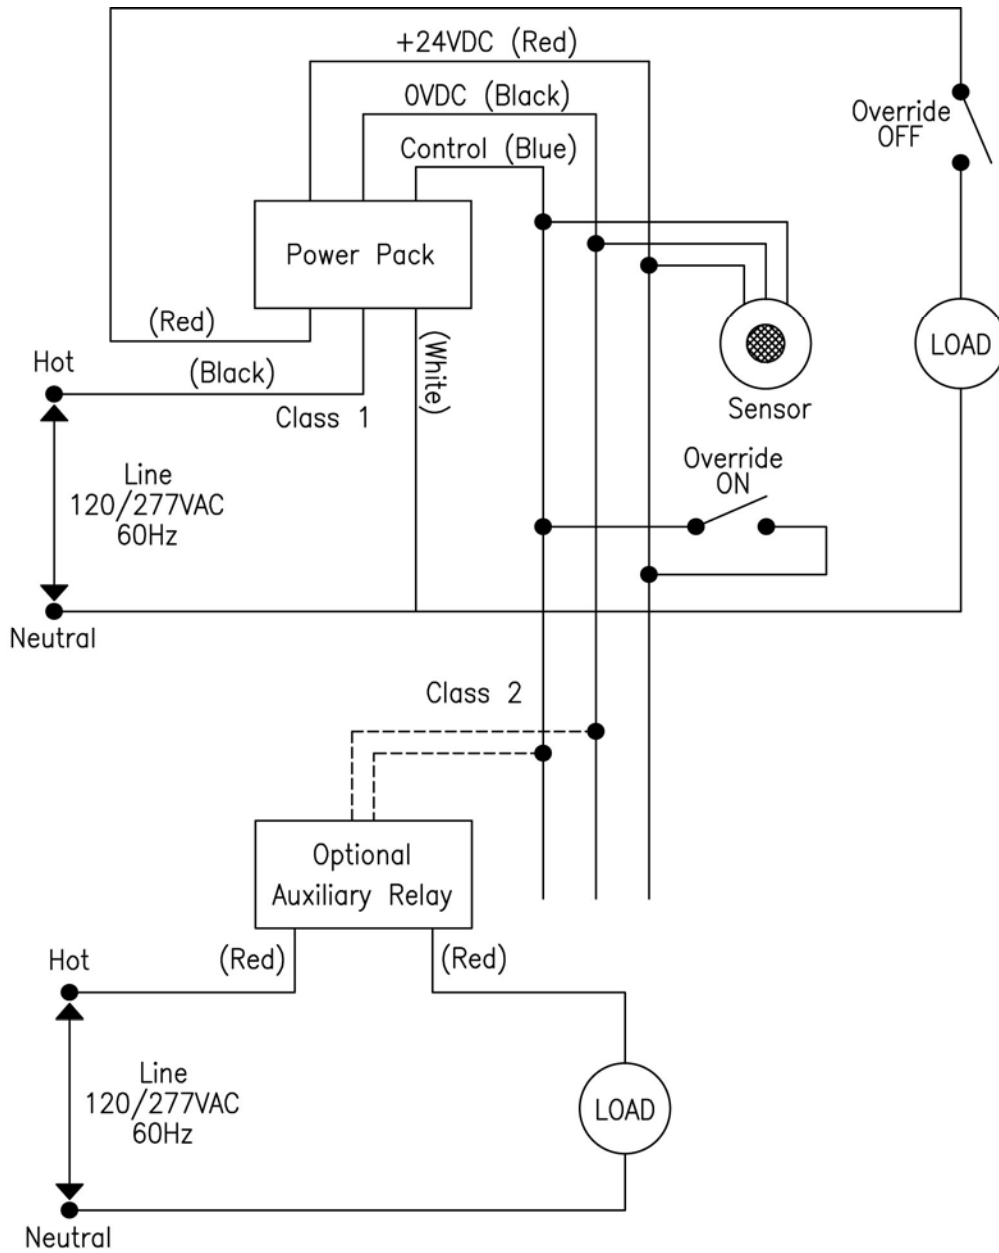 +24VDC (Red)
0VDC (Black)
Control (Blue)
Override
OFF
Power Pack
(Red)
(White)
LOAD
Hot
(Black)
Class 1
Sensor
Line
120/277VAC
60Hz
Override
ON
Neutral
Class 2
Optional
Auxiliary Relay
Hot
(Red)
(Red)
Line
120/277VAC
60Hz
LOAD
Neutral